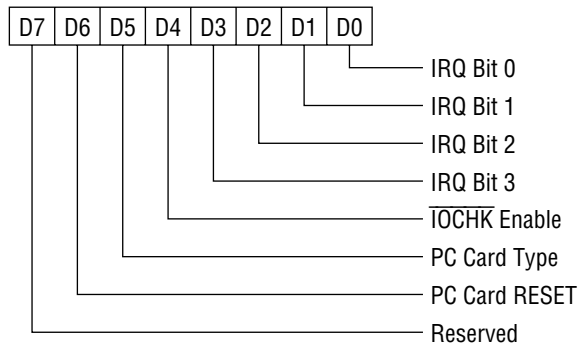 D7 D6 D5 D4 D3 D2 D1 D0
IRQ Bit 0
IRQ Bit 1
IRQ Bit 2
IRQ Bit 3
I̅O̅C̅H̅K̅ Enable
PC Card Type
PC Card RESET
Reserved